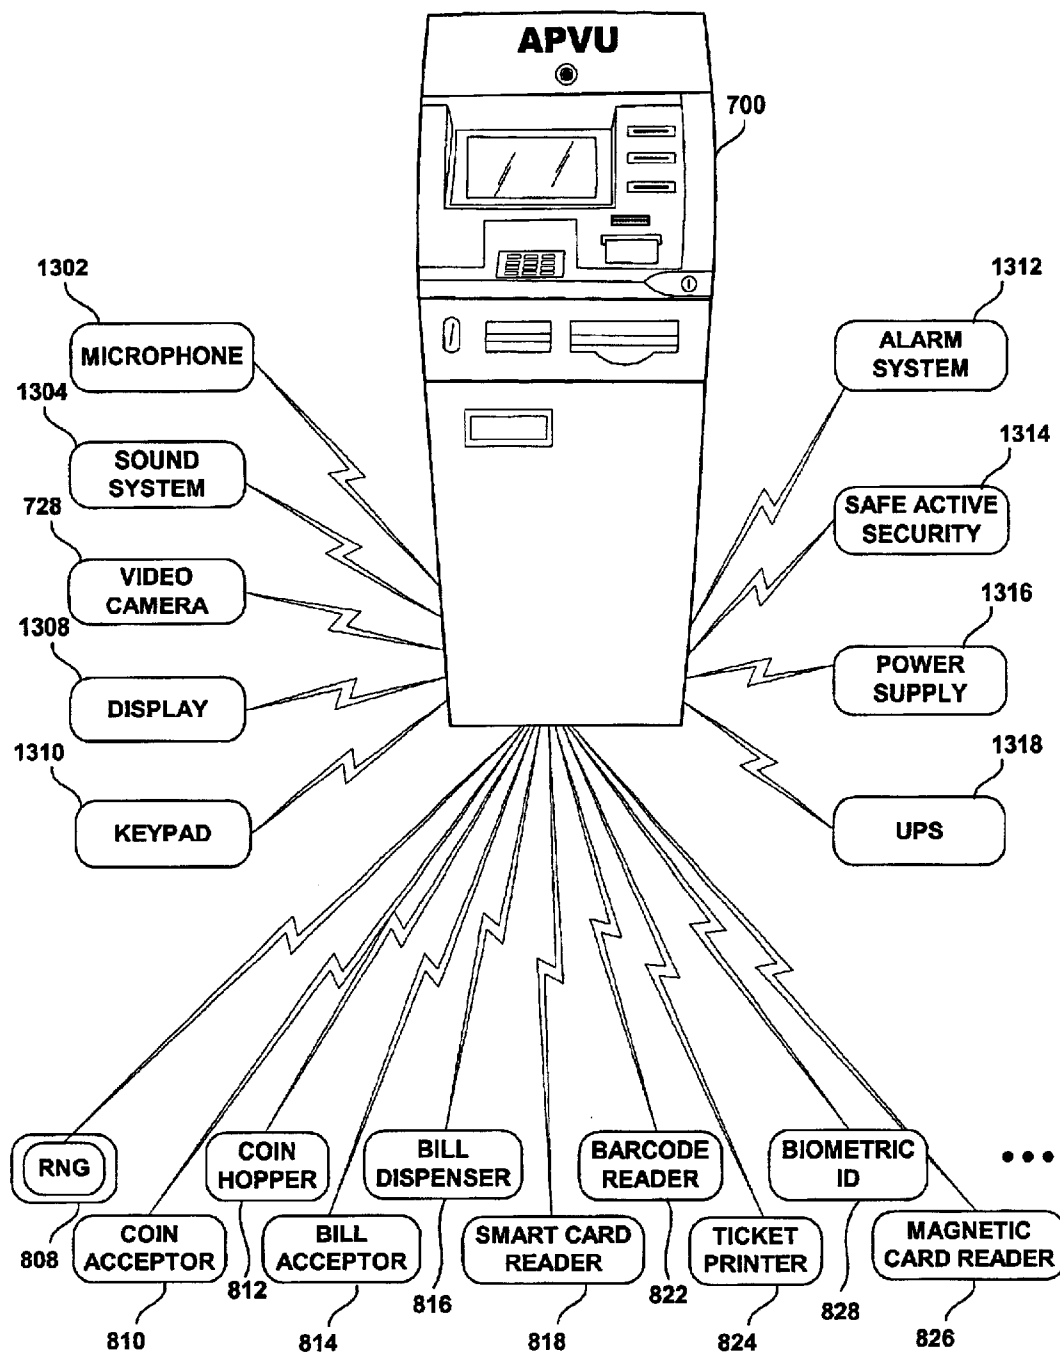 APVU
700
1302
MICROPHONE
1304
SOUND
SYSTEM
728
VIDEO
CAMERA
1308
DISPLAY
1310
KEYPAD
1312
ALARM
SYSTEM
1314
SAFE ACTIVE
SECURITY
1316
POWER
SUPPLY
1318
UPS
RNG
808
COIN
ACCEPTOR
810
COIN
HOPPER
812
BILL
ACCEPTOR
814
BILL
DISPENSER
816
SMART CARD
READER
818
BARCODE
READER
822
TICKET
PRINTER
824
BIOMETRIC
ID
828
MAGNETIC
CARD READER
826